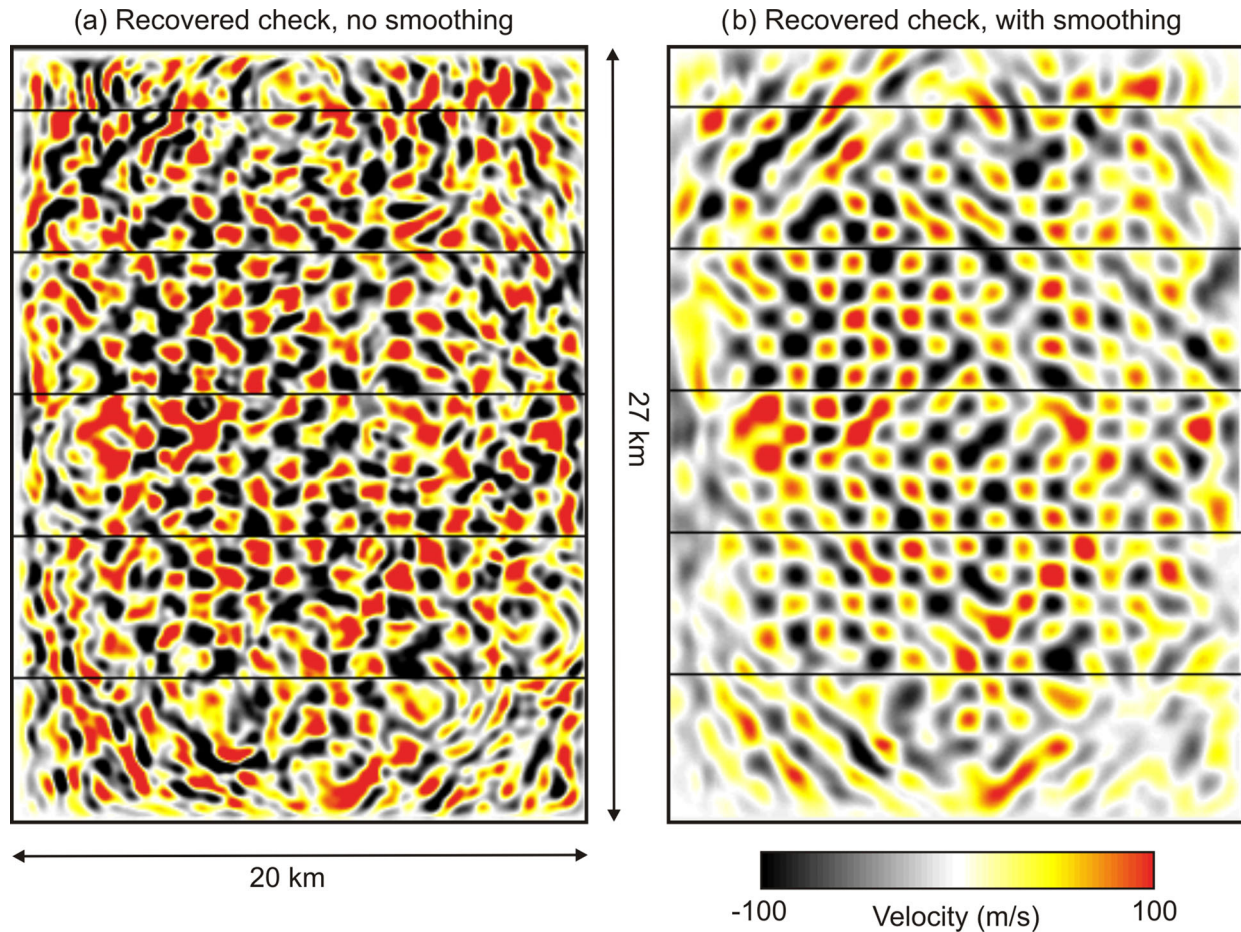 (a) Recovered check, no smoothing
(b) Recovered check, with smoothing
27 km
20 km
-100
Velocity (m/s)
100